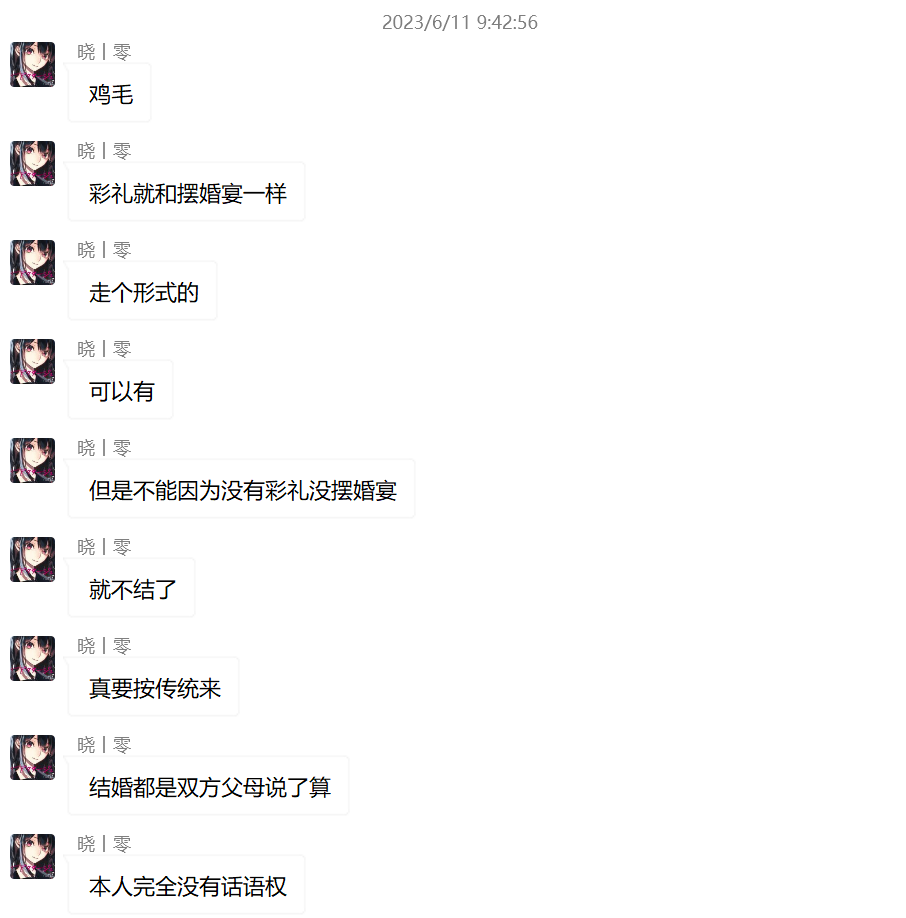 2023/6/11 9:42:56
晓丨零
鸡毛
晓丨零
彩礼就和摆婚宴一样
晓丨零
走个形式的
晓丨零
可以有
晓丨零
但是不能因为没有彩礼没摆婚宴
晓丨零
就不结了
晓丨零
真要按传统来
晓丨零
结婚都是双方父母说了算
晓丨零
本人完全没有话语权